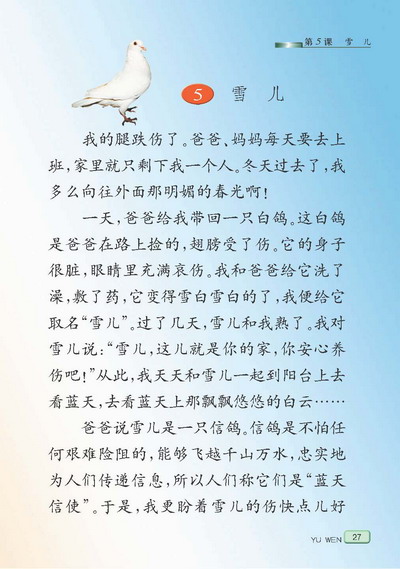 第5课 雪 儿
5 雪 儿
我的腿跌伤了。爸爸、妈妈每天要去上
班，家里就只剩下我一个人。冬天过去了，我
多么向往外面那明媚的春光啊！
一天，爸爸给我带回一只白鸽。这白鸽
是爸爸在路上捡的，翅膀受了伤。它的身子
很脏，眼睛里充满哀伤。我和爸爸给它洗了
澡，敷了药，它变得雪白雪白的了，我便给它
取名“雪儿”。过了几天，雪儿和我熟了。我对
雪儿说：“雪儿，这儿就是你的家，你安心养
伤吧！”从此，我天天和雪儿一起到阳台上去
看蓝天，去看蓝天上那飘飘悠悠的白云……
爸爸说雪儿是一只信鸽。信鸽是不怕任
何艰难险阻的，能够飞越千山万水，忠实地
为人们传递信息，所以人们称它们是“蓝天
信使”。于是，我更盼着雪儿的伤快点儿好
YU WEN 27